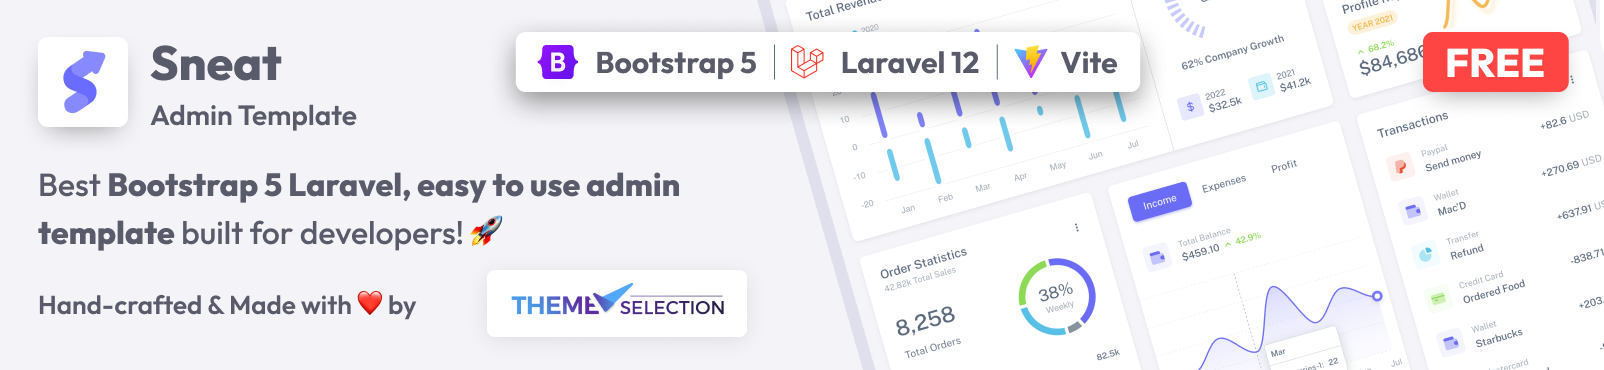 Sneat
Admin Template
Best Bootstrap 5 Laravel, easy to use admin
template built for developers! 🚀
Hand-crafted & Made with ❤️ by
THEME SELECTION
B Bootstrap 5 | Laravel 12 | Vite
FREE
Total Revenue
2020
10
0
-10
-20
Jan
Feb
Mar
Apr
May
Jun
Jul
62% Company Growth
$
2022
$32.5k
2021
$41.2k
YEAR 2021
68.2%
$84,686
Order Statistics
42.82k Total Sales
8,258
Total Orders
38%
Weekly
82.5k
Income
Expenses
Profit
Total Balance
$459.10
42.9%
Mar
22
Jul
Transactions
Paypal
Send money
+82.6 USD
Wallet
Mac'D
+270.69 USD
Transfer
Refund
+637.91
Credit Card
Ordered Food
-838.71
Wallet
Starbucks
+203.